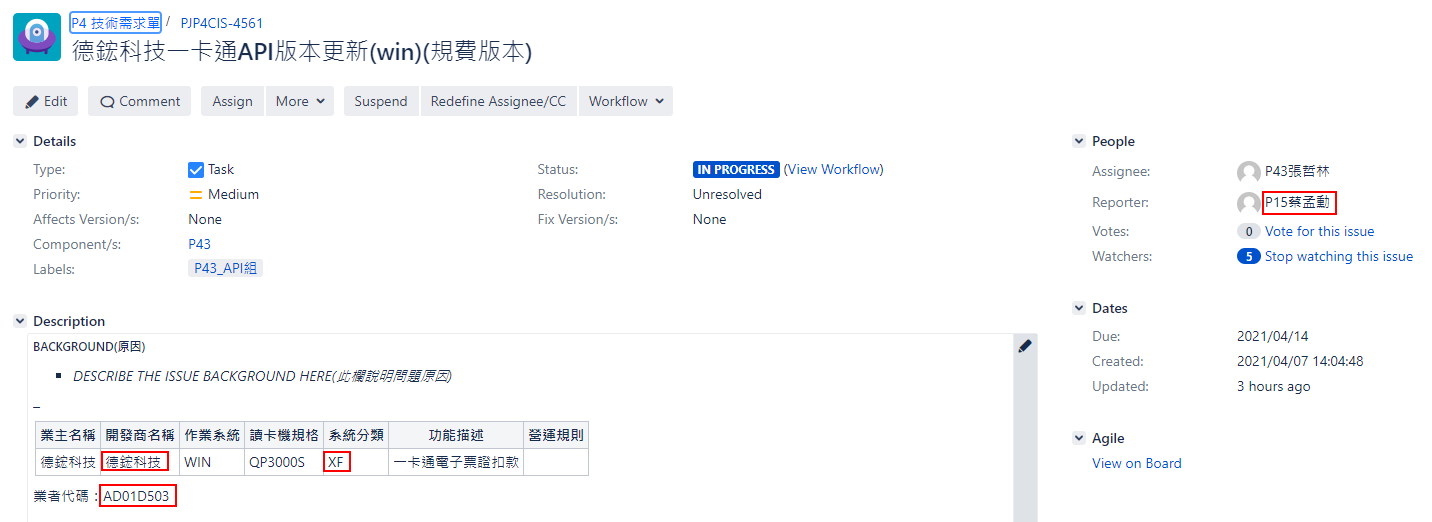 P4 技術需求單 / PJP4CIS-4561
德鋐科技一卡通API版本更新(win)(規費版本)
Edit Comment Assign More Suspend Redefine Assignee/CC Workflow
Details
Type: Task
Priority: Medium
Affects Version/s: None
Component/s: P43
Labels: P43_API組
Status: IN PROGRESS (View Workflow)
Resolution: Unresolved
Fix Version/s: None
Description
BACKGROUND(原因)
DESCRIBE THE ISSUE BACKGROUND HERE(此欄說明問題原因)
–
業主名稱 開發商名稱 作業系統 讀卡機規格 系統分類 功能描述 營運規則
德鋐科技 德鋐科技 WIN QP3000S XF 一卡通電子票證扣款
業者代碼：AD01D503
People
Assignee: P43張哲林
Reporter: P15蔡孟勳
Votes: 0 Vote for this issue
Watchers: 5 Stop watching this issue
Dates
Due: 2021/04/14
Created: 2021/04/07 14:04:48
Updated: 3 hours ago
Agile
View on Board